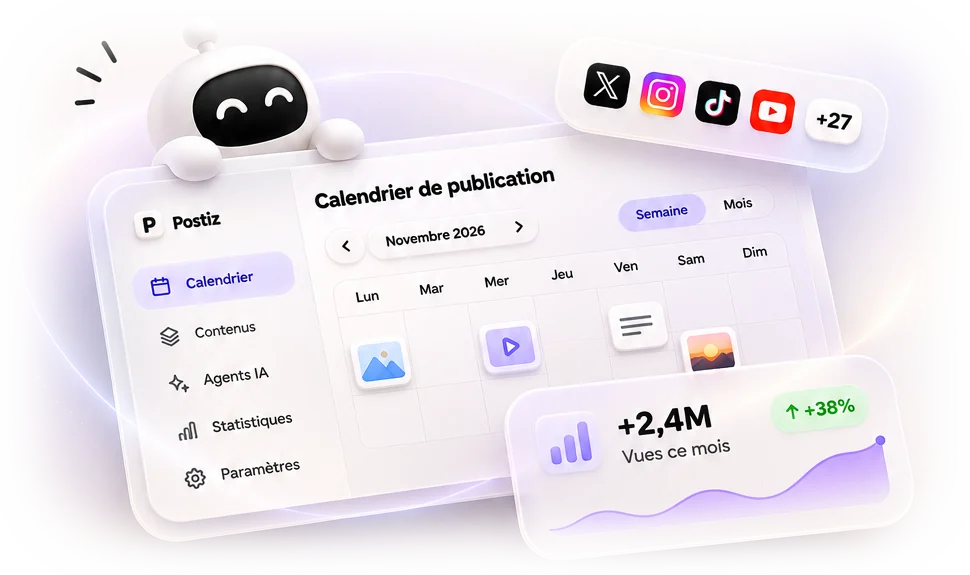 +27
P Postiz
Calendrier
Contenus
Agents IA
Statistiques
Paramètres
Calendrier de publication
Novembre 2026
Semaine
Mois
Lun Mar Mer Jeu Ven Sam Dim
+2,4M
Vues ce mois
+38%